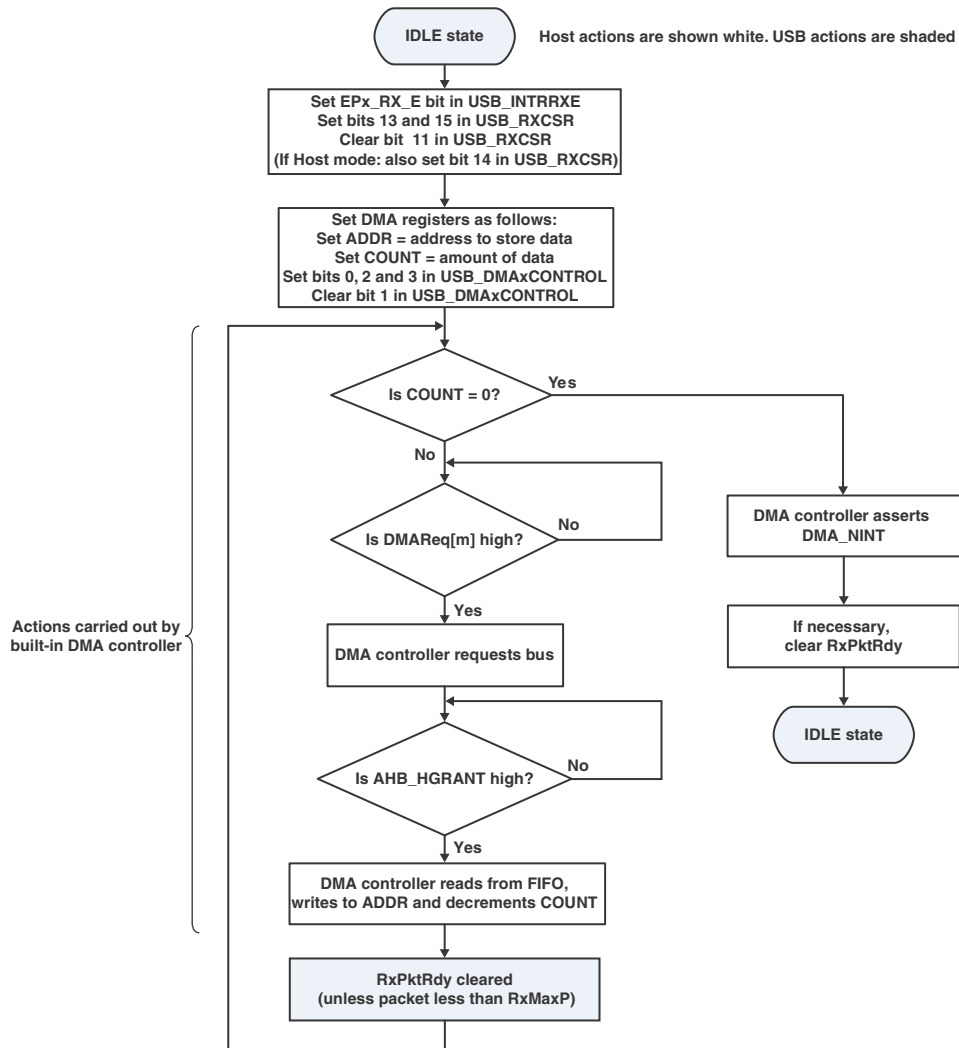 IDLE state
Host actions are shown white. USB actions are shaded
Set EPx_RX_E bit in USB_INTRRXE
Set bits 13 and 15 in USB_RXCSR
Clear bit 11 in USB_RXCSR
(If Host mode: also set bit 14 in USB_RXCSR)
Set DMA registers as follows:
Set ADDR = address to store data
Set COUNT = amount of data
Set bits 0, 2 and 3 in USB_DMAxCONTROL
Clear bit 1 in USB_DMAxCONTROL
Is COUNT = 0?
Yes
No
Is DMAReq[m] high?
No
Yes
DMA controller asserts
DMA_NINT
If necessary,
clear RxPktRdy
IDLE state
Actions carried out by
built-in DMA controller
DMA controller requests bus
Is AHB_HGRANT high?
No
Yes
DMA controller reads from FIFO,
writes to ADDR and decrements COUNT
RxPktRdy cleared
(unless packet less than RxMaxP)